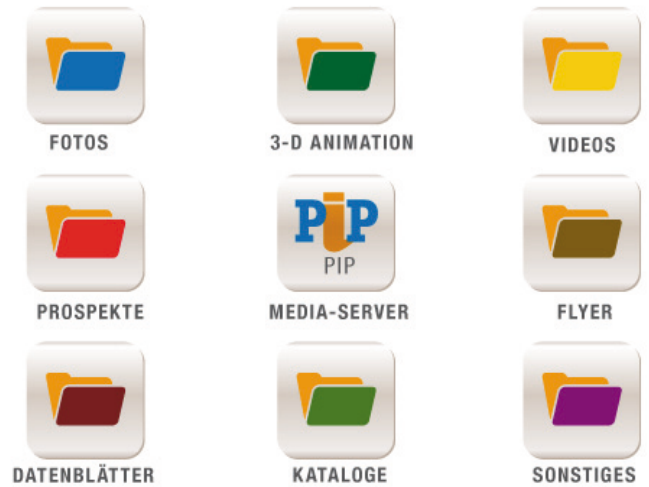 FOTOS
3-D ANIMATION
VIDEOS
PROSPEKTE
PiP
PIP
MEDIA-SERVER
FLYER
DATENBLÄTTER
KATALOGE
SONSTIGES